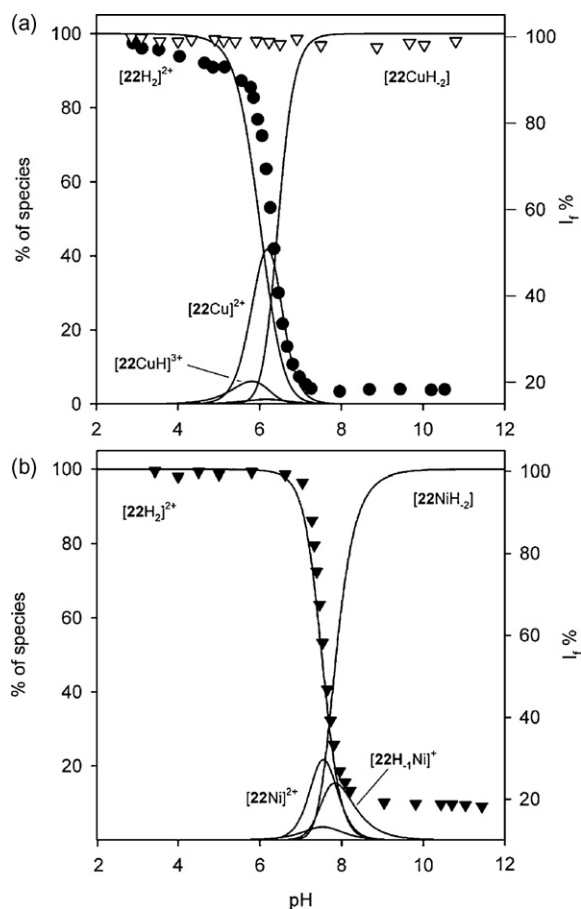 (a)
100
80
60
40
20
0
% of species
100
80
60
40
20
I_f %
[22H₂]²⁺
[22CuH₋₂]
[22Cu]²⁺
[22CuH]³⁺
2 4 6 8 10 12
(b)
100
80
60
40
20
% of species
100
80
60
40
20
I_f %
[22H₂]²⁺
[22NiH₋₂]
[22H₋₁Ni]⁺
[22Ni]²⁺
2 4 6 8 10 12
pH